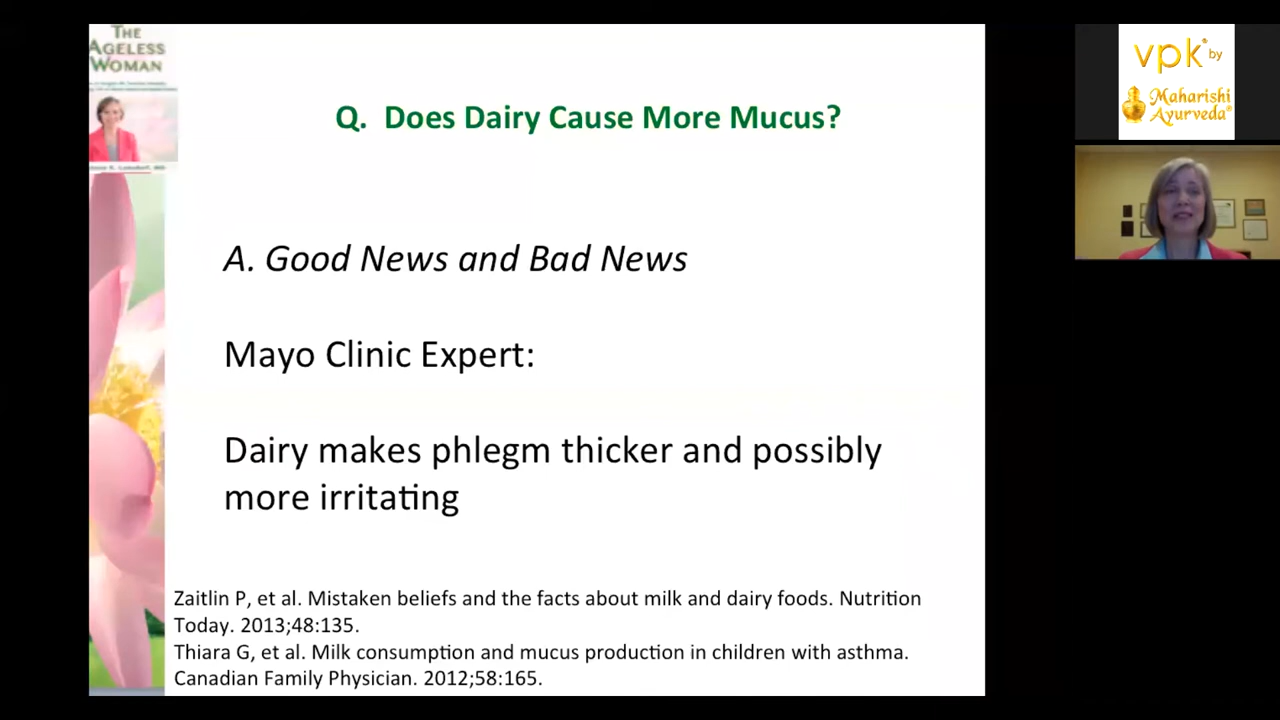 THE
AGELESS
WOMAN
Q. Does Dairy Cause More Mucus?
A. Good News and Bad News
Mayo Clinic Expert:
Dairy makes phlegm thicker and possibly
more irritating
Zaitlin P, et al. Mistaken beliefs and the facts about milk and dairy foods. Nutrition
Today. 2013;48:135.
Thiara G, et al. Milk consumption and mucus production in children with asthma.
Canadian Family Physician. 2012;58:165.
vpk® by
Maharishi
Ayurveda®